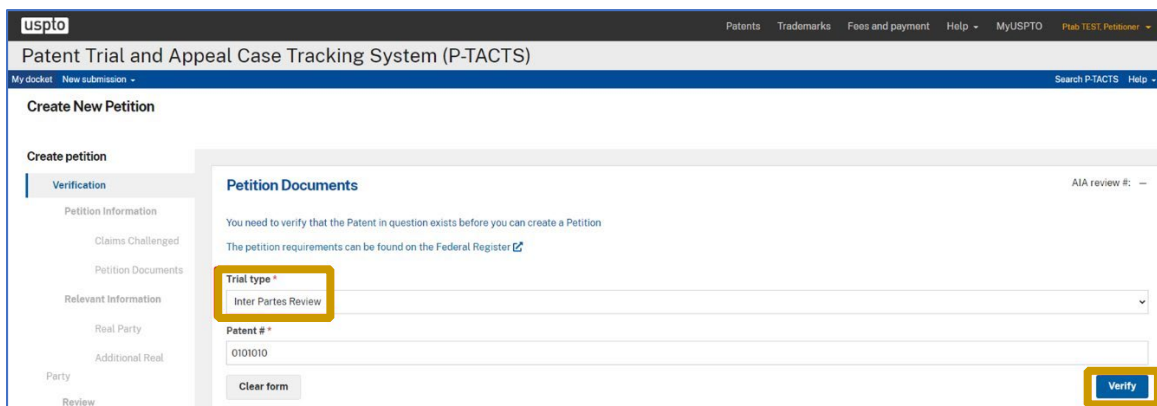 uspto
Patents Trademarks Fees and payment Help MyUSPTO Ptab TEST, Petitioner
Patent Trial and Appeal Case Tracking System (P-TACTS)
My docket New submission
Search P-TACTS Help
Create New Petition
Create petition
Verification
Petition Information
Claims Challenged
Petition Documents
Relevant Information
Real Party
Additional Real
Party
Review
Petition Documents
AIA review #: —
You need to verify that the Patent in question exists before you can create a Petition
The petition requirements can be found on the Federal Register
Trial type *
Inter Partes Review
Patent # *
0101010
Clear form
Verify